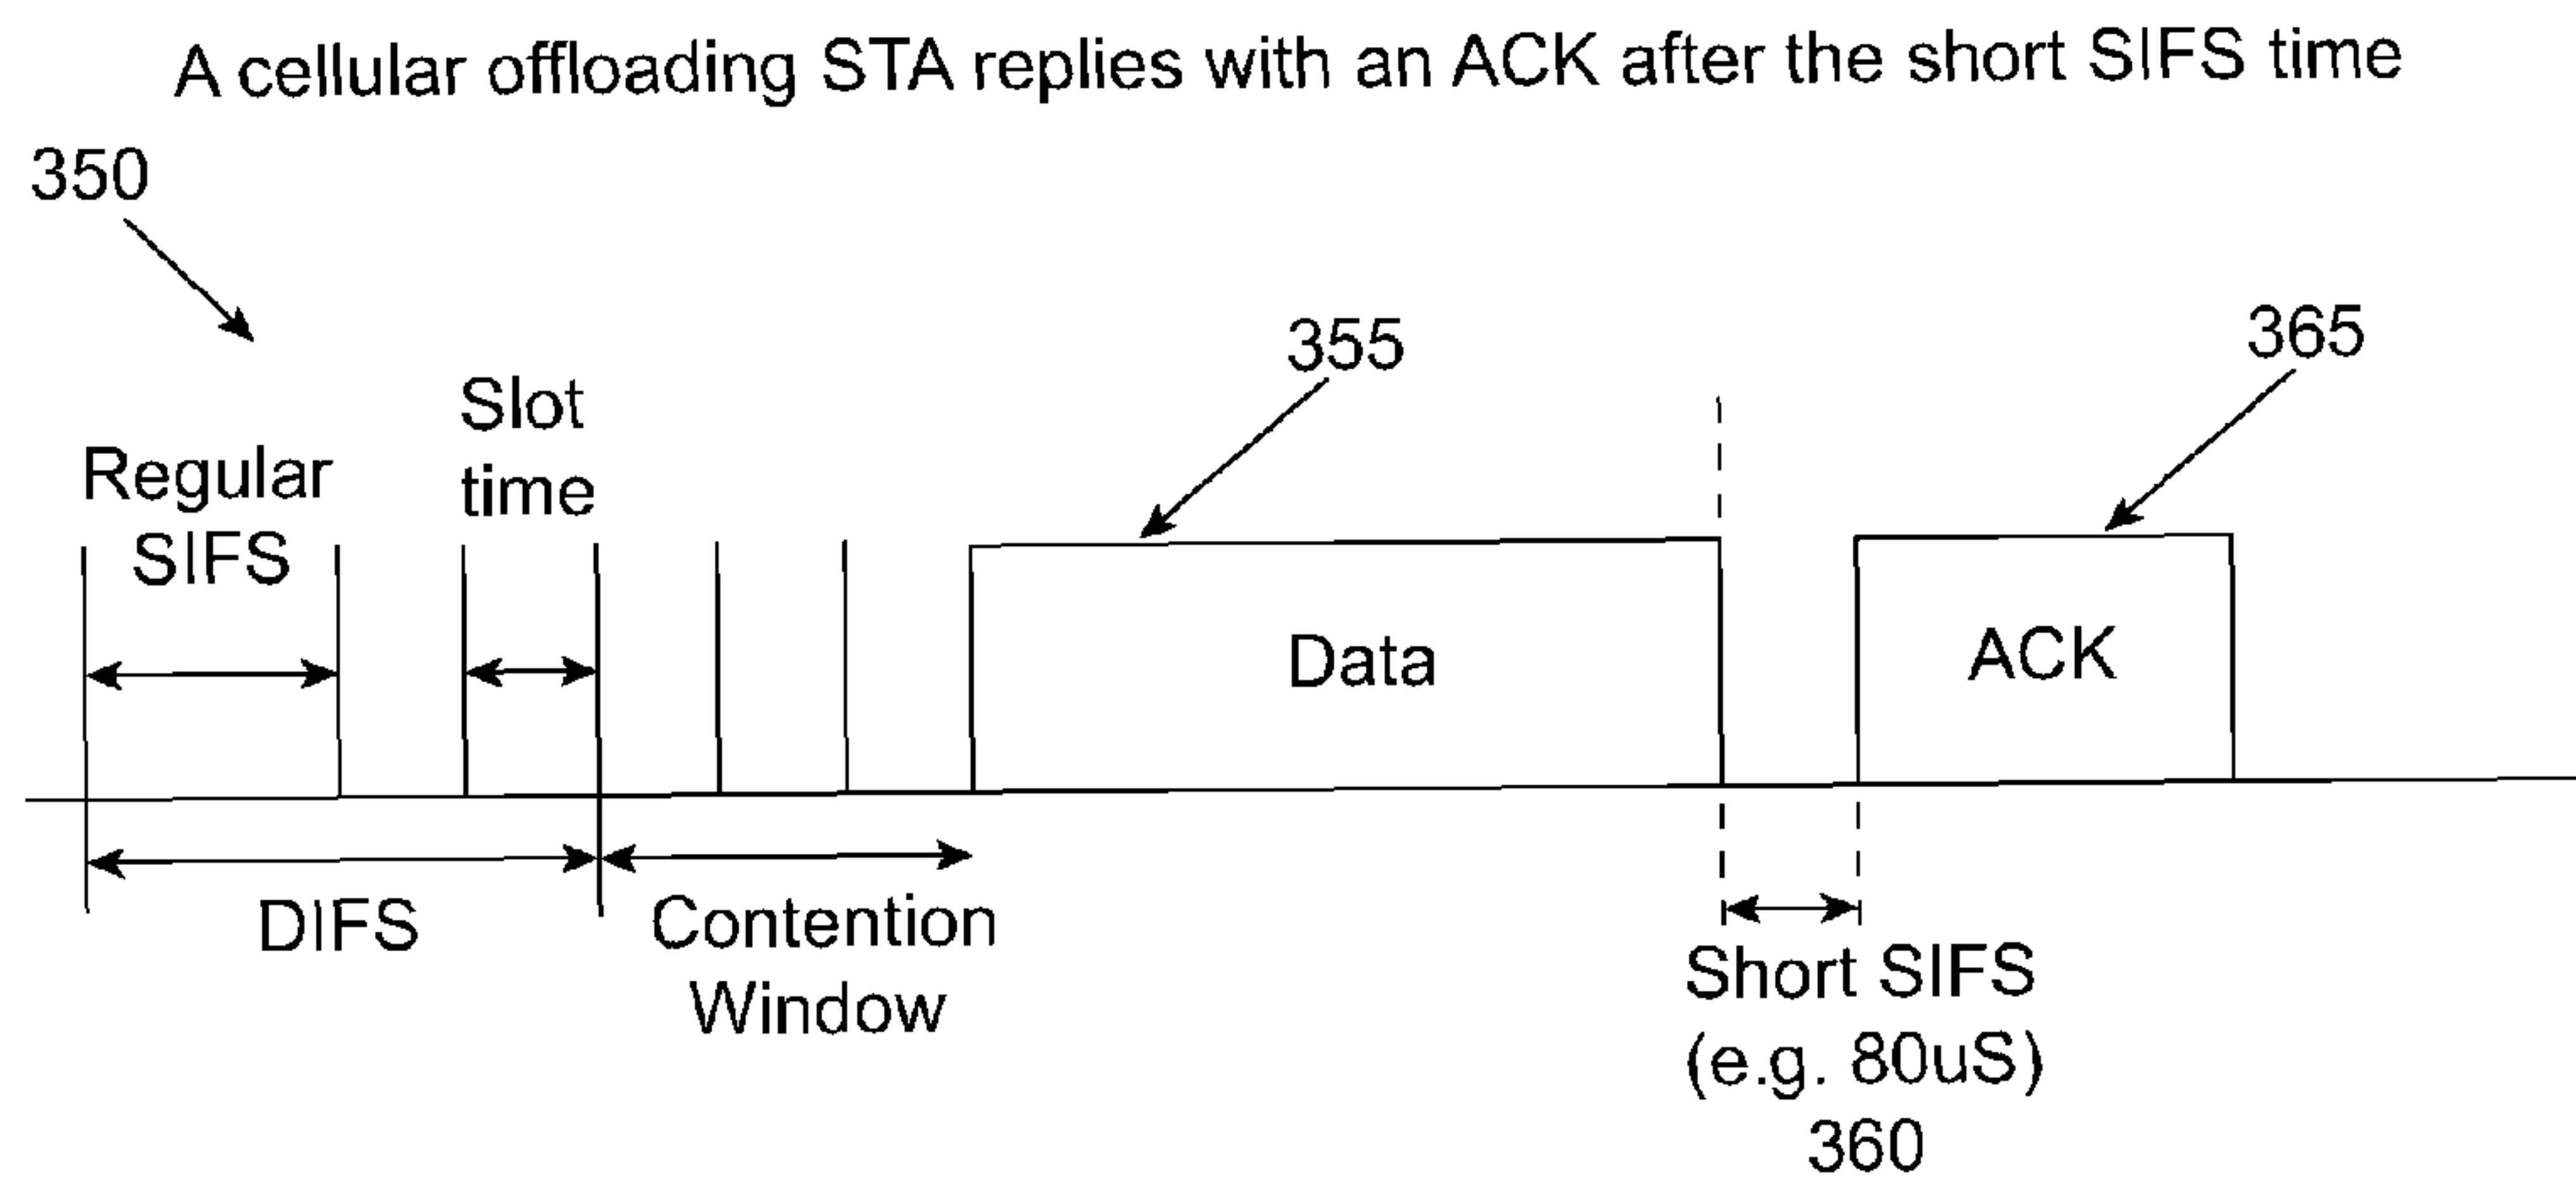 A cellular offloading STA replies with an ACK after the short SIFS time
350
355
365
Slot
time
Regular
SIFS
Data
ACK
DIFS
Contention
Window
Short SIFS
(e.g. 80uS)
360